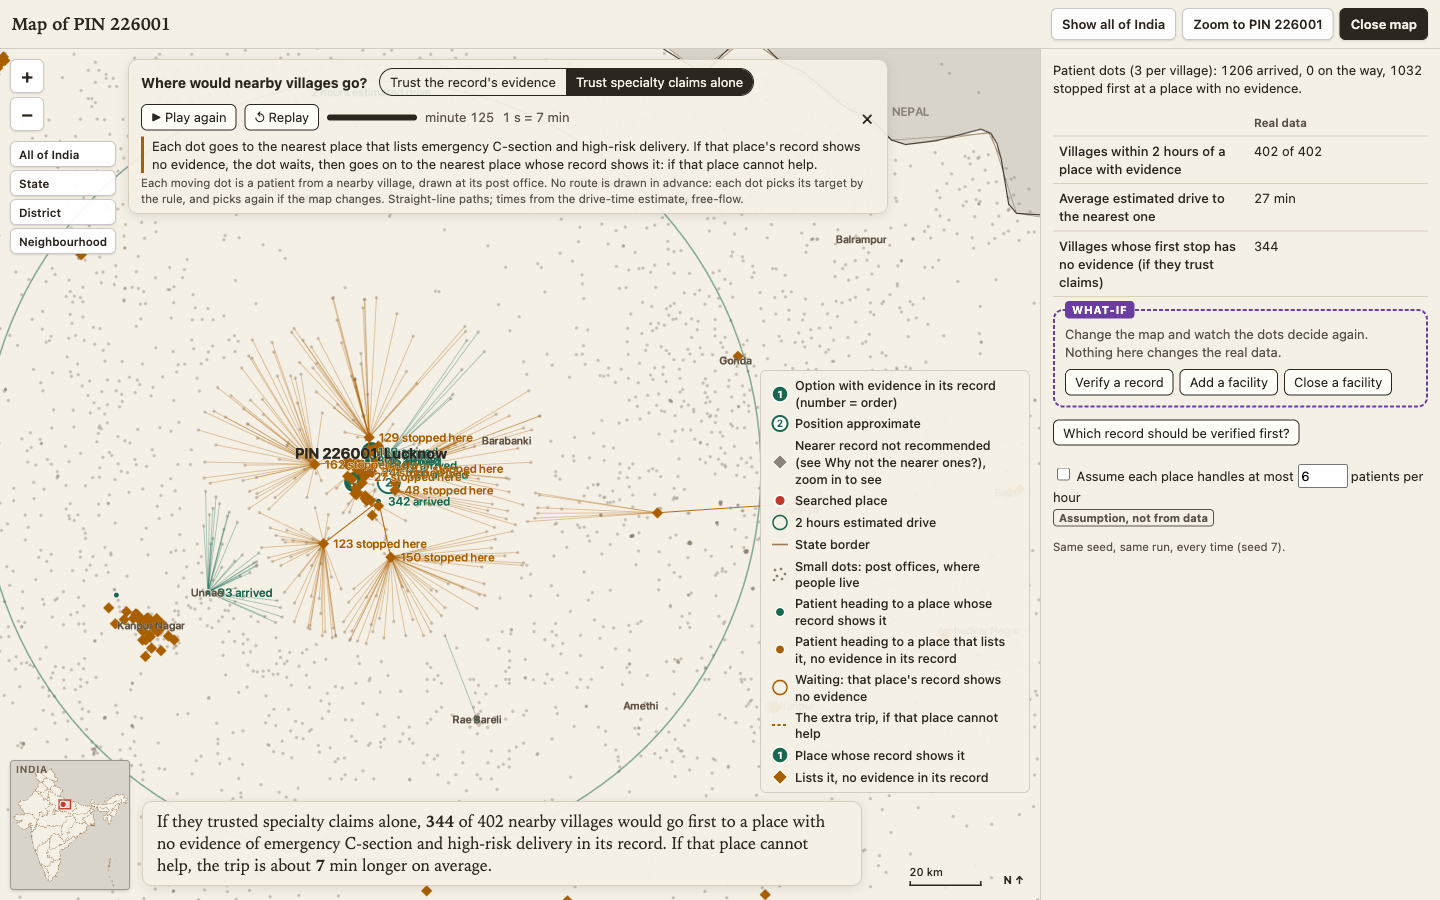 Map of PIN 226001
Show all of India
Zoom to PIN 226001
Close map
+
−
All of India
State
District
Neighbourhood
Where would nearby villages go?
Trust the record's evidence
Trust specialty claims alone
Play again
Replay
minute 125 1 s = 7 min
Each dot goes to the nearest place that lists emergency C-section and high-risk delivery. If that place's record shows
no evidence, the dot waits, then goes on to the nearest place whose record shows it: if that place cannot help.
Each moving dot is a patient from a nearby village, drawn at its post office. No route is drawn in advance: each dot picks its target by
the rule, and picks again if the map changes. Straight-line paths; times from the drive-time estimate, free-flow.
NEPAL
Balrampur
Gonda
Barabanki
129 stopped here
PIN 226001, Lucknow
48 stopped here
342 arrived
123 stopped here
150 stopped here
93 arrived
Kanpur Nagar
Rae Bareli
Amethi
1 Option with evidence in its record
(number = order)
2 Position approximate
Nearer record not recommended
(see Why not the nearer ones?),
zoom in to see
Searched place
2 hours estimated drive
State border
Small dots: post offices, where
people live
Patient heading to a place whose
record shows it
Patient heading to a place that lists
it, no evidence in its record
Waiting: that place's record shows
no evidence
The extra trip, if that place cannot
help
1 Place whose record shows it
Lists it, no evidence in its record
INDIA
If they trusted specialty claims alone, 344 of 402 nearby villages would go first to a place with
no evidence of emergency C-section and high-risk delivery in its record. If that place cannot
help, the trip is about 7 min longer on average.
20 km
N ↑
Patient dots (3 per village): 1206 arrived, 0 on the way, 1032
stopped first at a place with no evidence.
Real data
Villages within 2 hours of a
place with evidence
402 of 402
Average estimated drive to
the nearest one
27 min
Villages whose first stop has
no evidence (if they trust
claims)
344
WHAT-IF
Change the map and watch the dots decide again.
Nothing here changes the real data.
Verify a record
Add a facility
Close a facility
Which record should be verified first?
Assume each place handles at most 6 patients per
hour
Assumption, not from data
Same seed, same run, every time (seed 7).